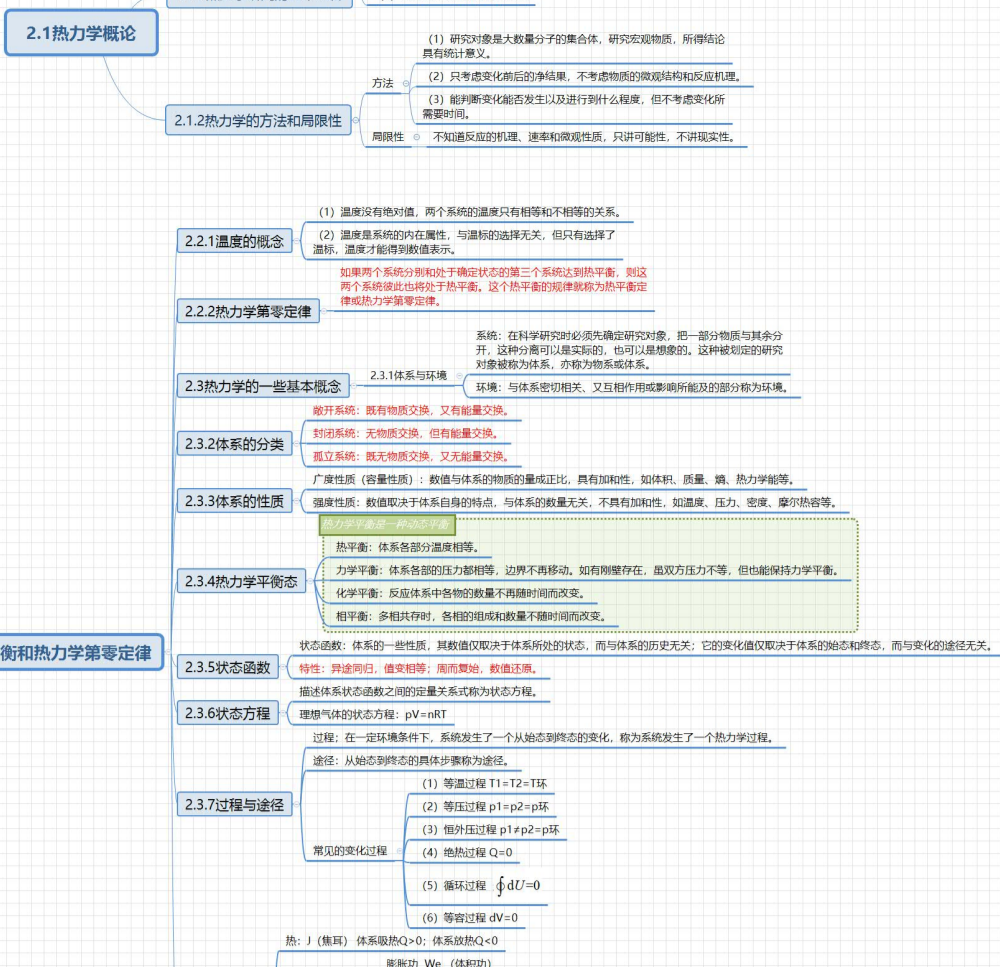 2.1热力学概论
（1）研究对象是大数量分子的集合体，研究宏观物质，所得结论
具有统计意义。
方法
（2）只考虑变化前后的净结果，不考虑物质的微观结构和反应机理。
（3）能判断变化能否发生以及进行到什么程度，但不考虑变化所
需要时间。
2.1.2热力学的方法和局限性
局限性
不知道反应的机理、速率和微观性质，只讲可能性，不讲现实性。
（1）温度没有绝对值，两个系统的温度只有相等和不相等的关系。
2.2.1温度的概念
（2）温度是系统的内在属性，与温标的选择无关，但只有选择了
温标，温度才能得到数值表示。
如果两个系统分别和处于确定状态的第三个系统达到热平衡，则这
两个系统彼此也将处于热平衡。这个热平衡的规律就称为热平衡定
律或热力学第零定律。
2.2.2热力学第零定律
系统：在科学研究时必须先确定研究对象，把一部分物质与其余分
开，这种分离可以是实际的，也可以是想象的。这种被划定的研究
对象被称为体系，亦称为物系或体系。
2.3热力学的一些基本概念
2.3.1体系与环境
环境：与体系密切相关、又互相作用或影响所能及的部分称为环境。
敞开系统：既有物质交换，又有能量交换。
2.3.2体系的分类
封闭系统：无物质交换，但有能量交换。
孤立系统：既无物质交换，又无能量交换。
广度性质（容量性质）：数值与体系的物质的量成正比，具有加和性，如体积、质量、熵、热力学能等。
2.3.3体系的性质
强度性质：数值取决于体系自身的特点，与体系的数量无关，不具有加和性，如温度、压力、密度、摩尔热容等。
热力学平衡是一种动态平衡
热平衡：体系各部分温度相等。
力学平衡：体系各部的压力都相等，边界不再移动。如有刚壁存在，虽双方压力不等，但也能保持力学平衡。
2.3.4热力学平衡态
化学平衡：反应体系中各物的数量不再随时间而改变。
相平衡：多相共存时，各相的组成和数量不随时间而改变。
衡和热力学第零定律
状态函数：体系的一些性质，其数值仅取决于体系所处的状态，而与体系的历史无关；它的变化值仅取决于体系的始态和终态，而与变化的途径无关。
2.3.5状态函数
特性：异途同归，值变相等；周而复始，数值还原。
描述体系状态函数之间的定量关系式称为状态方程。
2.3.6状态方程
理想气体的状态方程：pV=nRT
过程；在一定环境条件下，系统发生了一个从始态到终态的变化，称为系统发生了一个热力学过程。
途径：从始态到终态的具体步骤称为途径。
2.3.7过程与途径
（1）等温过程 T1=T2=T环
（2）等压过程 p1=p2=p环
（3）恒外压过程 p1≠p2=p环
常见的变化过程
（4）绝热过程 Q=0
（5）循环过程 ∮dU=0
（6）等容过程 dV=0
热：J（焦耳） 体系吸热Q>0；体系放热Q<0
膨胀功 We （体积功）